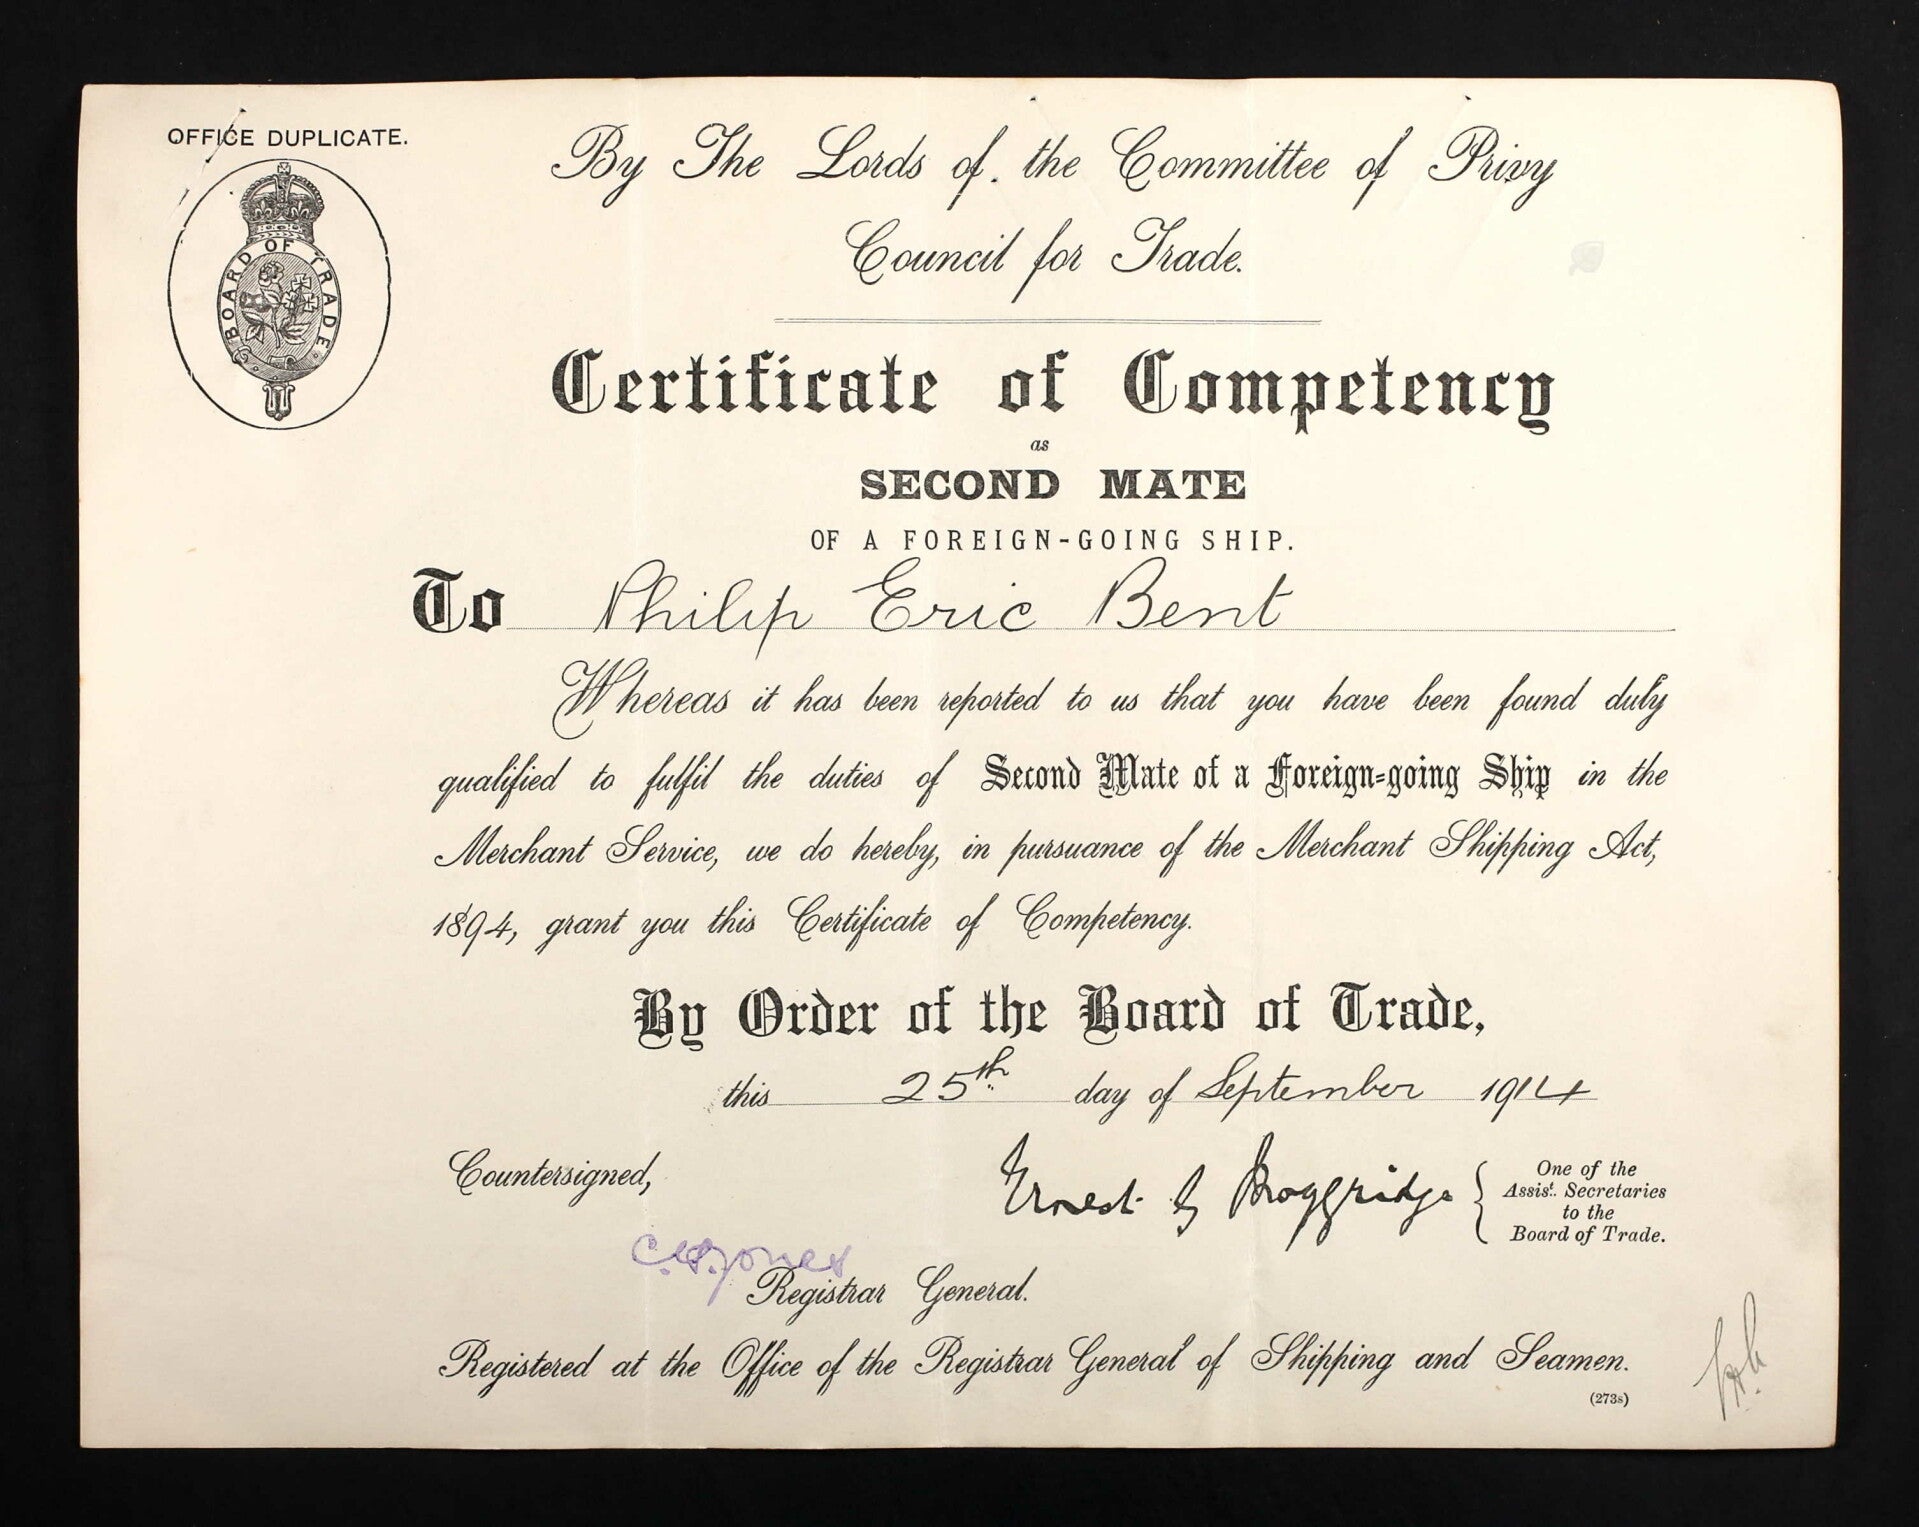 OFFICE DUPLICATE.
BOARD OF TRADE
By The Lords of the Committee of Privy
Council for Trade.
Certificate of Competency
as
SECOND MATE
OF A FOREIGN-GOING SHIP.
To Philip Eric Bent
Whereas it has been reported to us that you have been found duly
qualified to fulfil the duties of Second Mate of a Foreign-going Ship in the
Merchant Service, we do hereby, in pursuance of the Merchant Shipping Act,
1894, grant you this Certificate of Competency.
By Order of the Board of Trade,
this 25th day of September 1914
Countersigned,
Ernest G Moggridge
One of the
Assist. Secretaries
to the
Board of Trade.
Jones
Registrar General.
Registered at the Office of the Registrar General of Shipping and Seamen.
(273s)